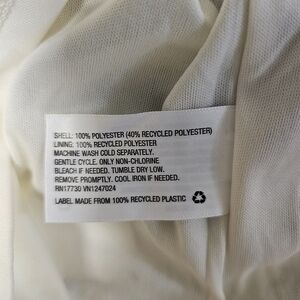 SHELL: 100% POLYESTER (40% RECYCLED POLYESTER)
LINING: 100% RECYCLED POLYESTER
MACHINE WASH COLD SEPARATELY.
GENTLE CYCLE. ONLY NON-CHLORINE
BLEACH IF NEEDED. TUMBLE DRY LOW.
REMOVE PROMPTLY. COOL IRON IF NEEDED.
RN17730 VN1247024
LABEL MADE FROM 100% RECYCLED PLASTIC